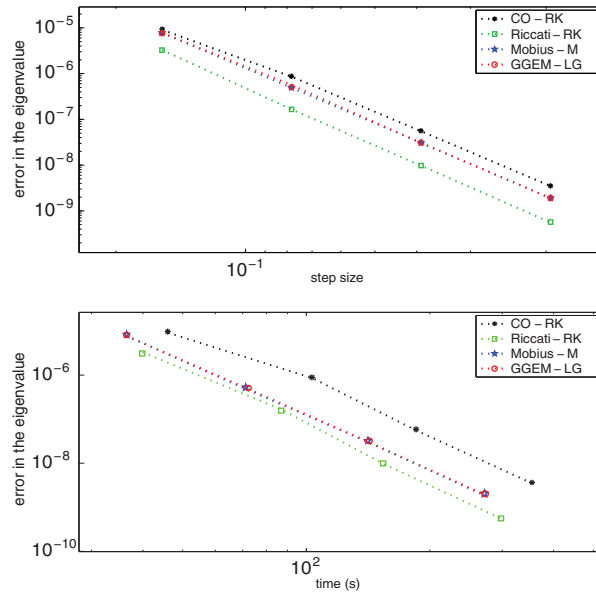 10^-5
10^-6
10^-7
10^-8
10^-9
error in the eigenvalue
CO – RK
Riccati – RK
Mobius – M
GGEM – LG
10^-1
step size
10^-6
10^-8
10^-10
error in the eigenvalue
CO – RK
Riccati – RK
Mobius – M
GGEM – LG
10^2
time (s)